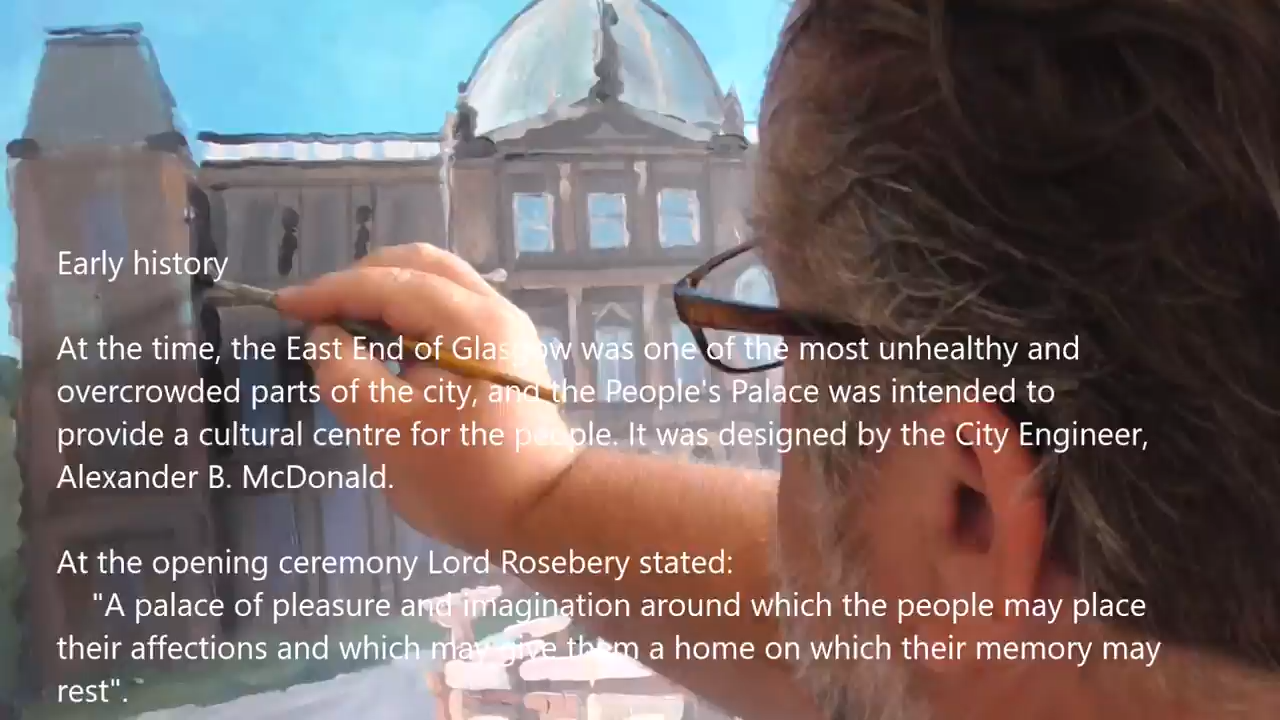 Early history
At the time, the East End of Glasgow was one of the most unhealthy and
overcrowded parts of the city, and the People's Palace was intended to
provide a cultural centre for the people. It was designed by the City Engineer,
Alexander B. McDonald.
At the opening ceremony Lord Rosebery stated:
"A palace of pleasure and imagination around which the people may place
their affections and which may give them a home on which their memory may
rest".